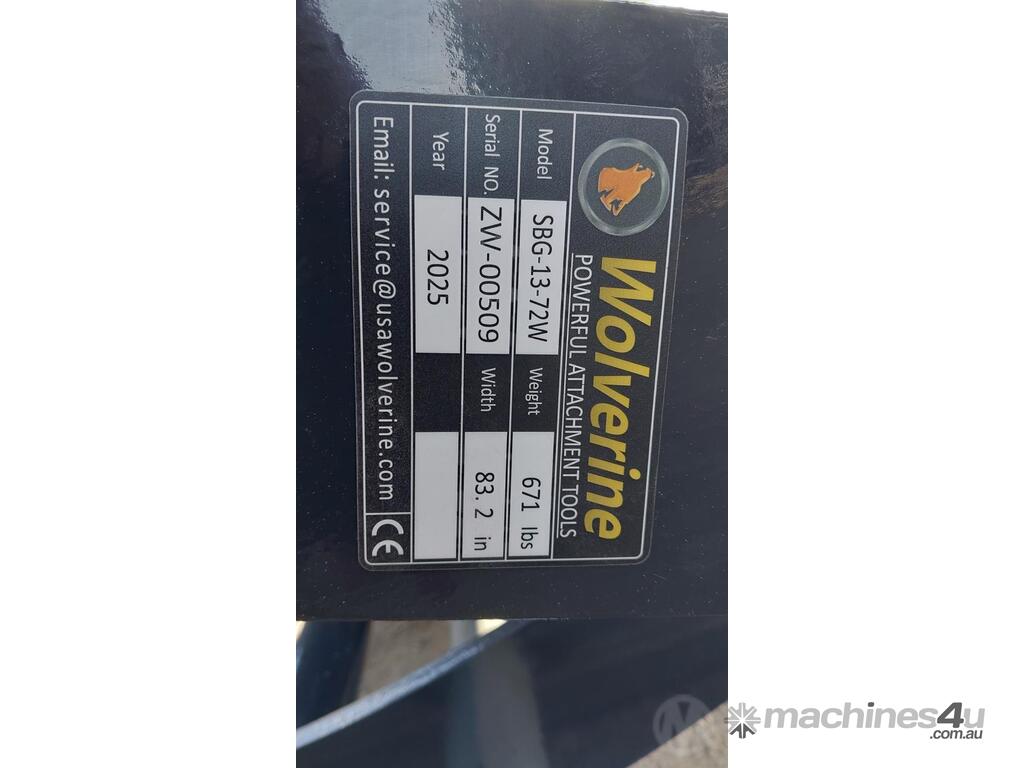 Wolverine
POWERFUL ATTACHMENT TOOLS
Model SBG-13-72W Weight 671 lbs
Serial NO. ZW-00509 Width 83.2 in
Year 2025
Email: service@usawolverine.com CE
machines4u
.com.au